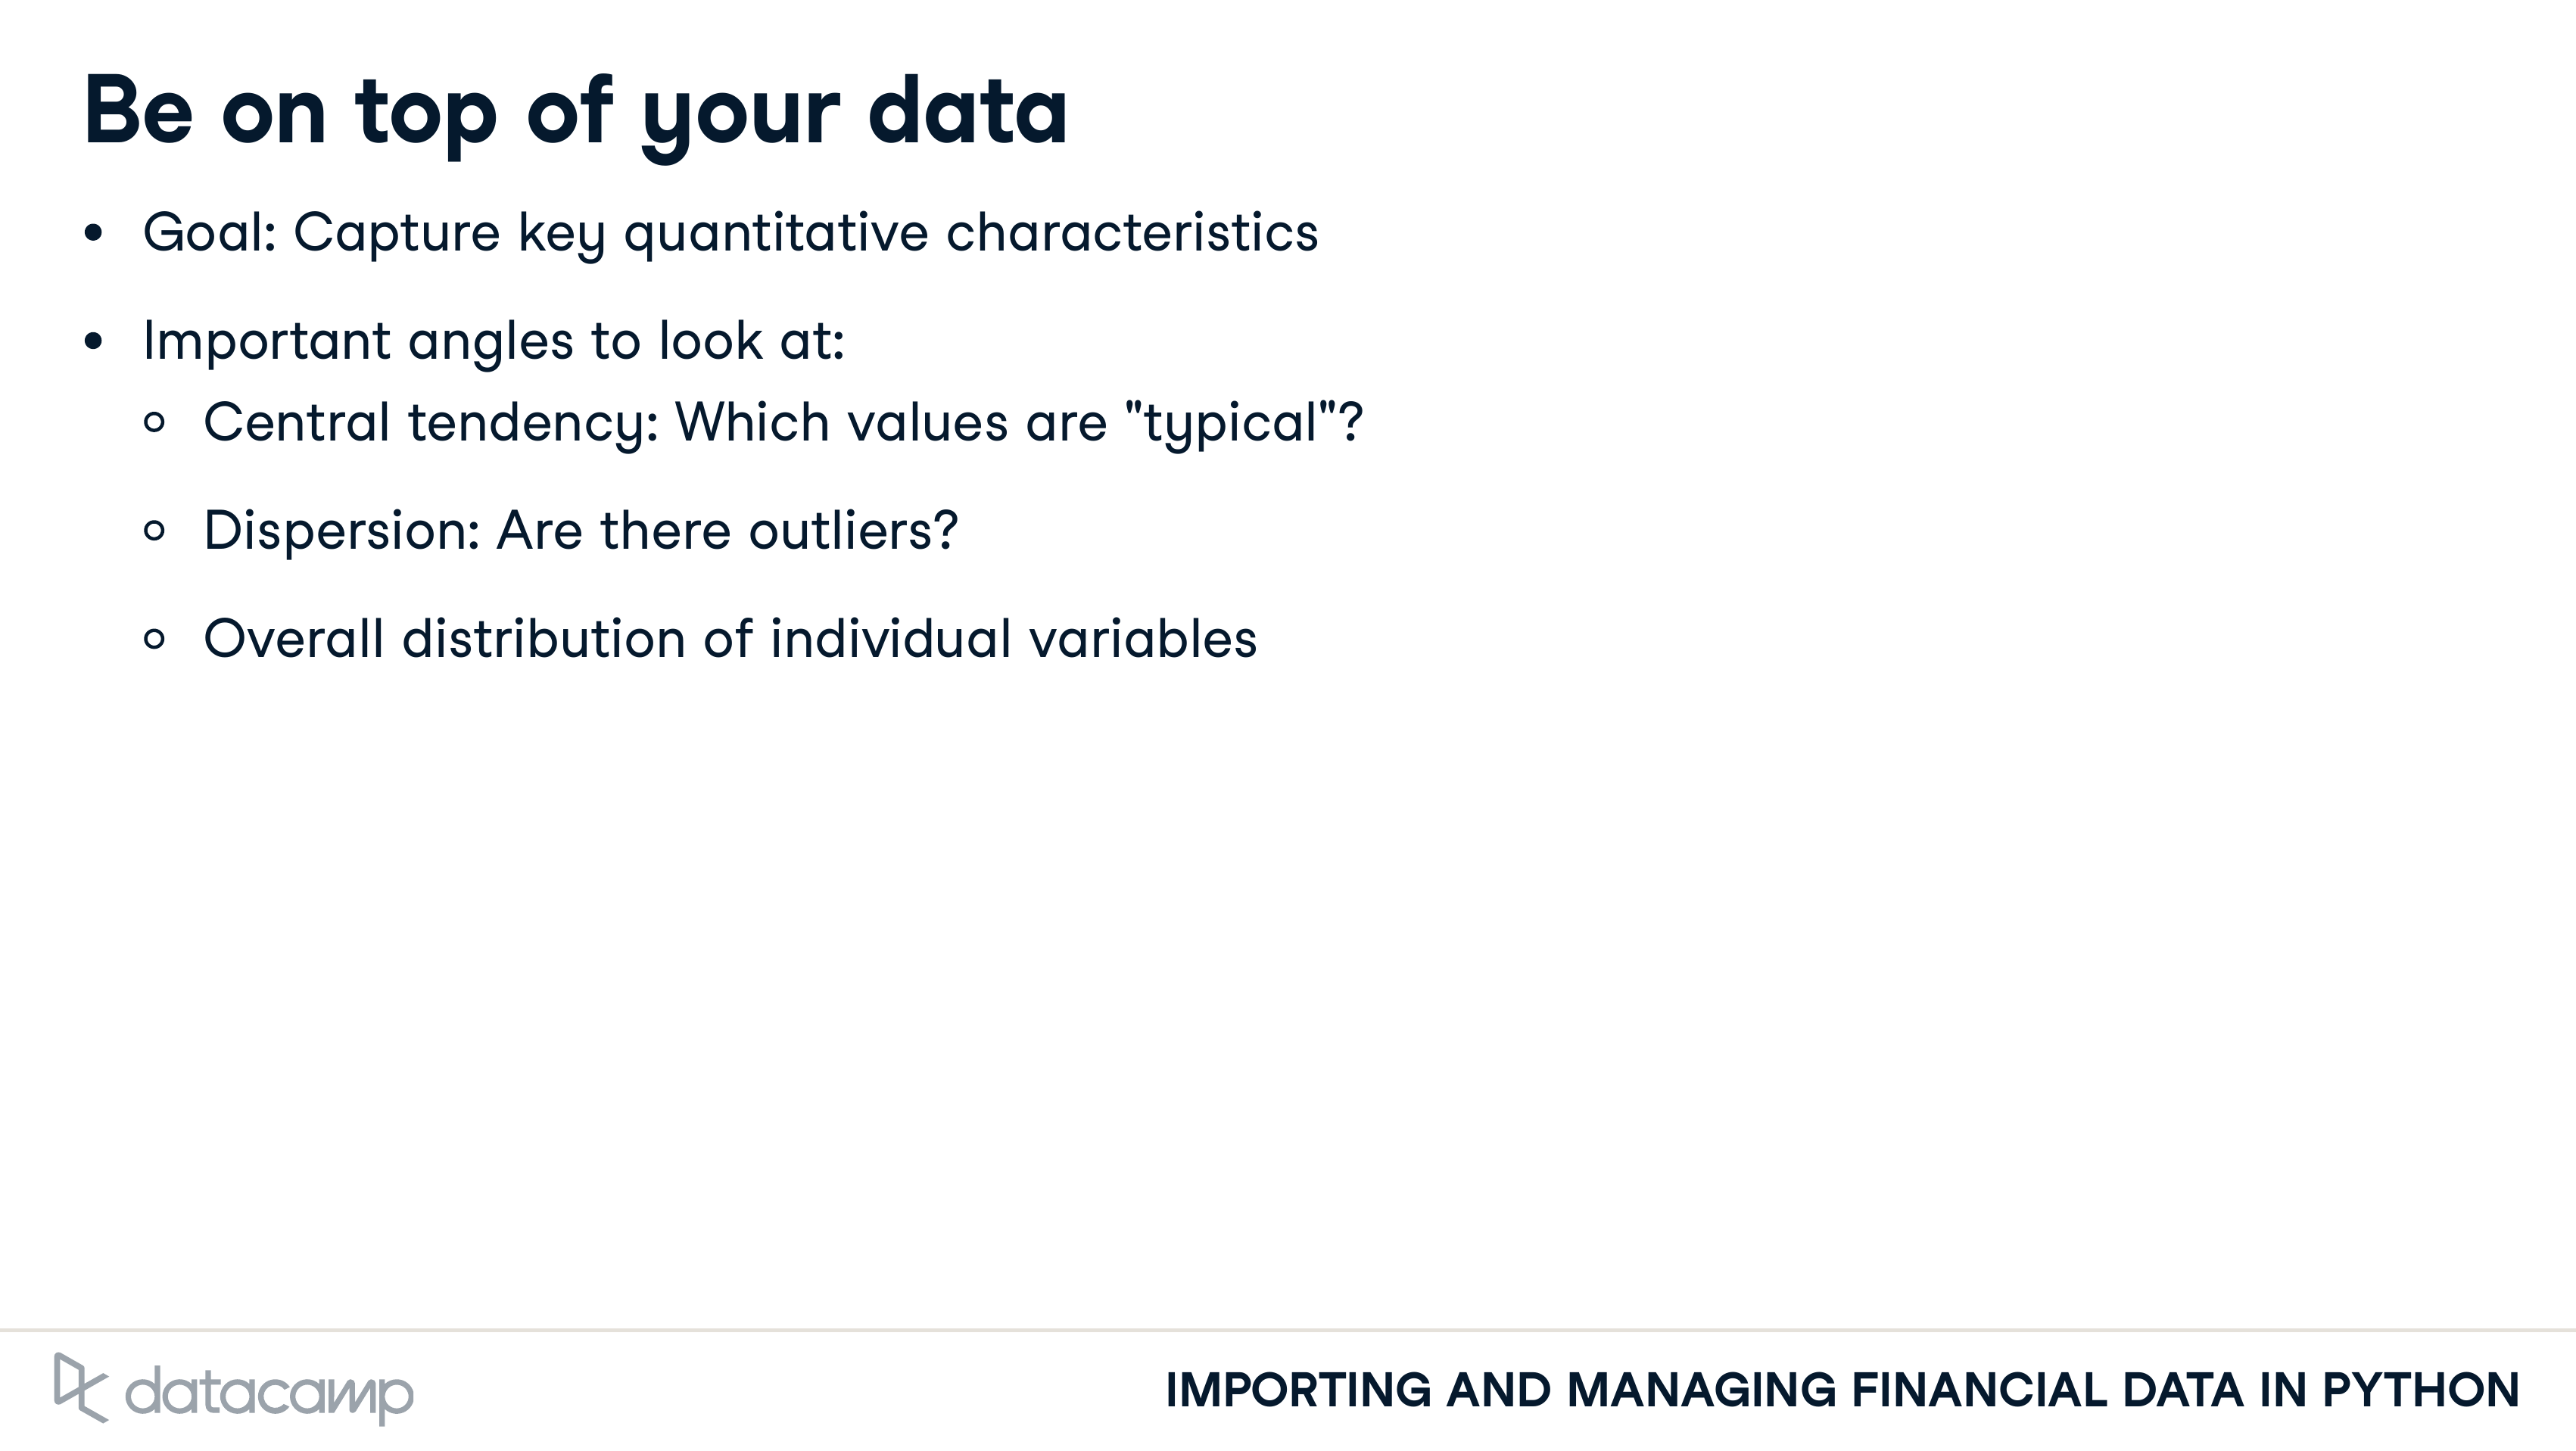 Be on top of your data
• Goal: Capture key quantitative characteristics
• Important angles to look at:
○ Central tendency: Which values are "typical"?
○ Dispersion: Are there outliers?
○ Overall distribution of individual variables
datacamp
IMPORTING AND MANAGING FINANCIAL DATA IN PYTHON